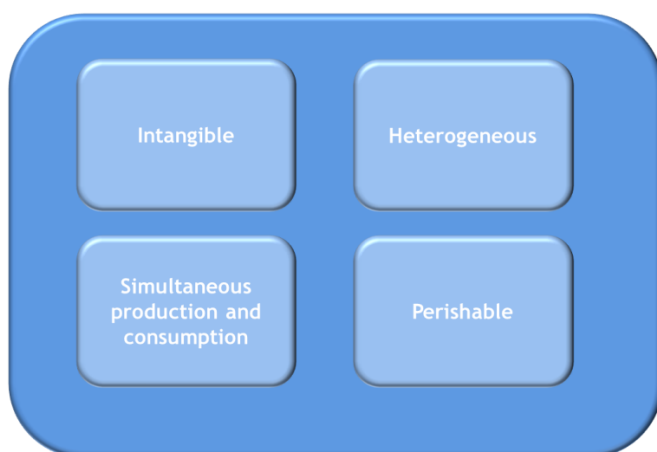 Intangible
Heterogeneous
Simultaneous
production and
consumption
Perishable